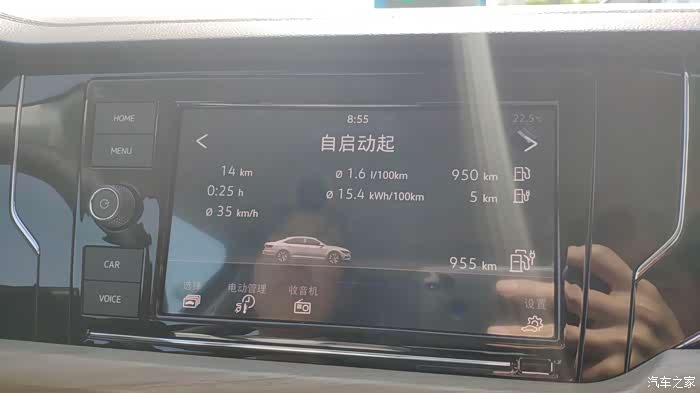 8:55
22.5℃
HOME
MENU
自启动起
14 km
ø 1.6 l/100km
950 km
0:25 h
ø 15.4 kWh/100km
5 km
ø 35 km/h
955 km
CAR
VOICE
选择
电动管理
收音机
设置
汽车之家